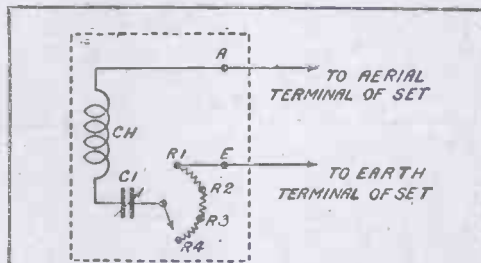 A
TO AERIAL
TERMINAL OF SET
CH
R1
E
R2
TO EARTH
TERMINAL OF SET
C1
R3
R4